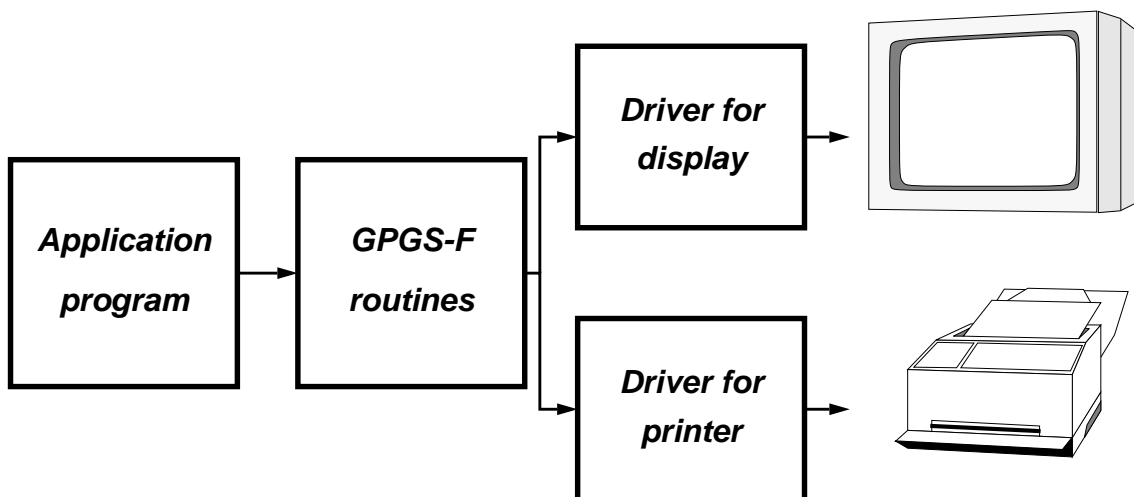 Application
program
GPGS-F
routines
Driver for
display
Driver for
printer